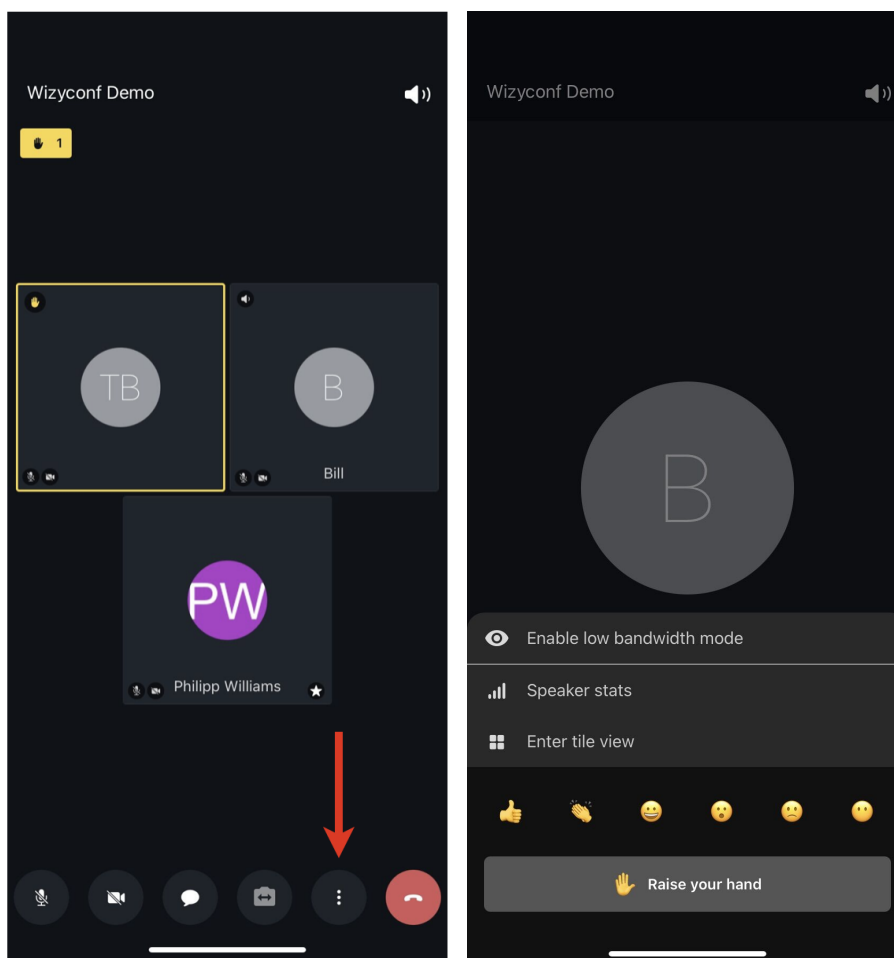 Wizyconf Demo
1
TB
B
Bill
PW
Philipp Williams
Wizyconf Demo
B
Enable low bandwidth mode
Speaker stats
Enter tile view
Raise your hand